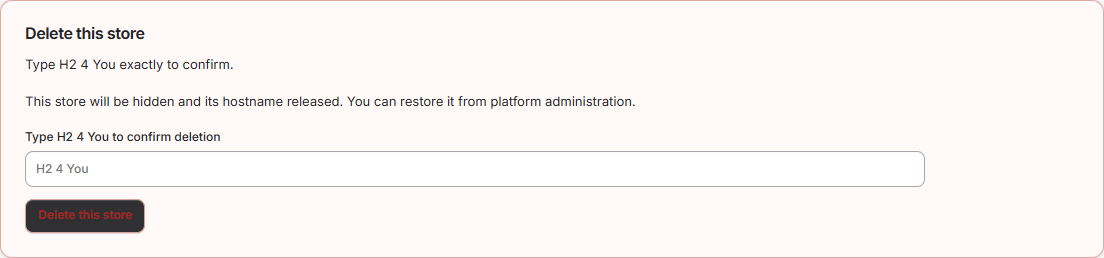 Delete this store
Type H2 4 You exactly to confirm.
This store will be hidden and its hostname released. You can restore it from platform administration.
Type H2 4 You to confirm deletion
H2 4 You
Delete this store